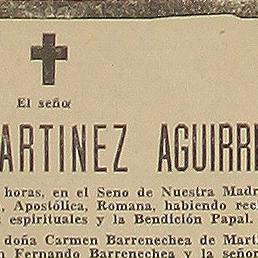 El señor
ARTINEZ AGUIRR
horas, en el Seno de Nuestra Madr
, Apostólica, Romana, habiendo rec
espirituales y la Bendición Papal.
doña Carmen Barrenechea de Mart
n Fernando Barrenechea y la señor